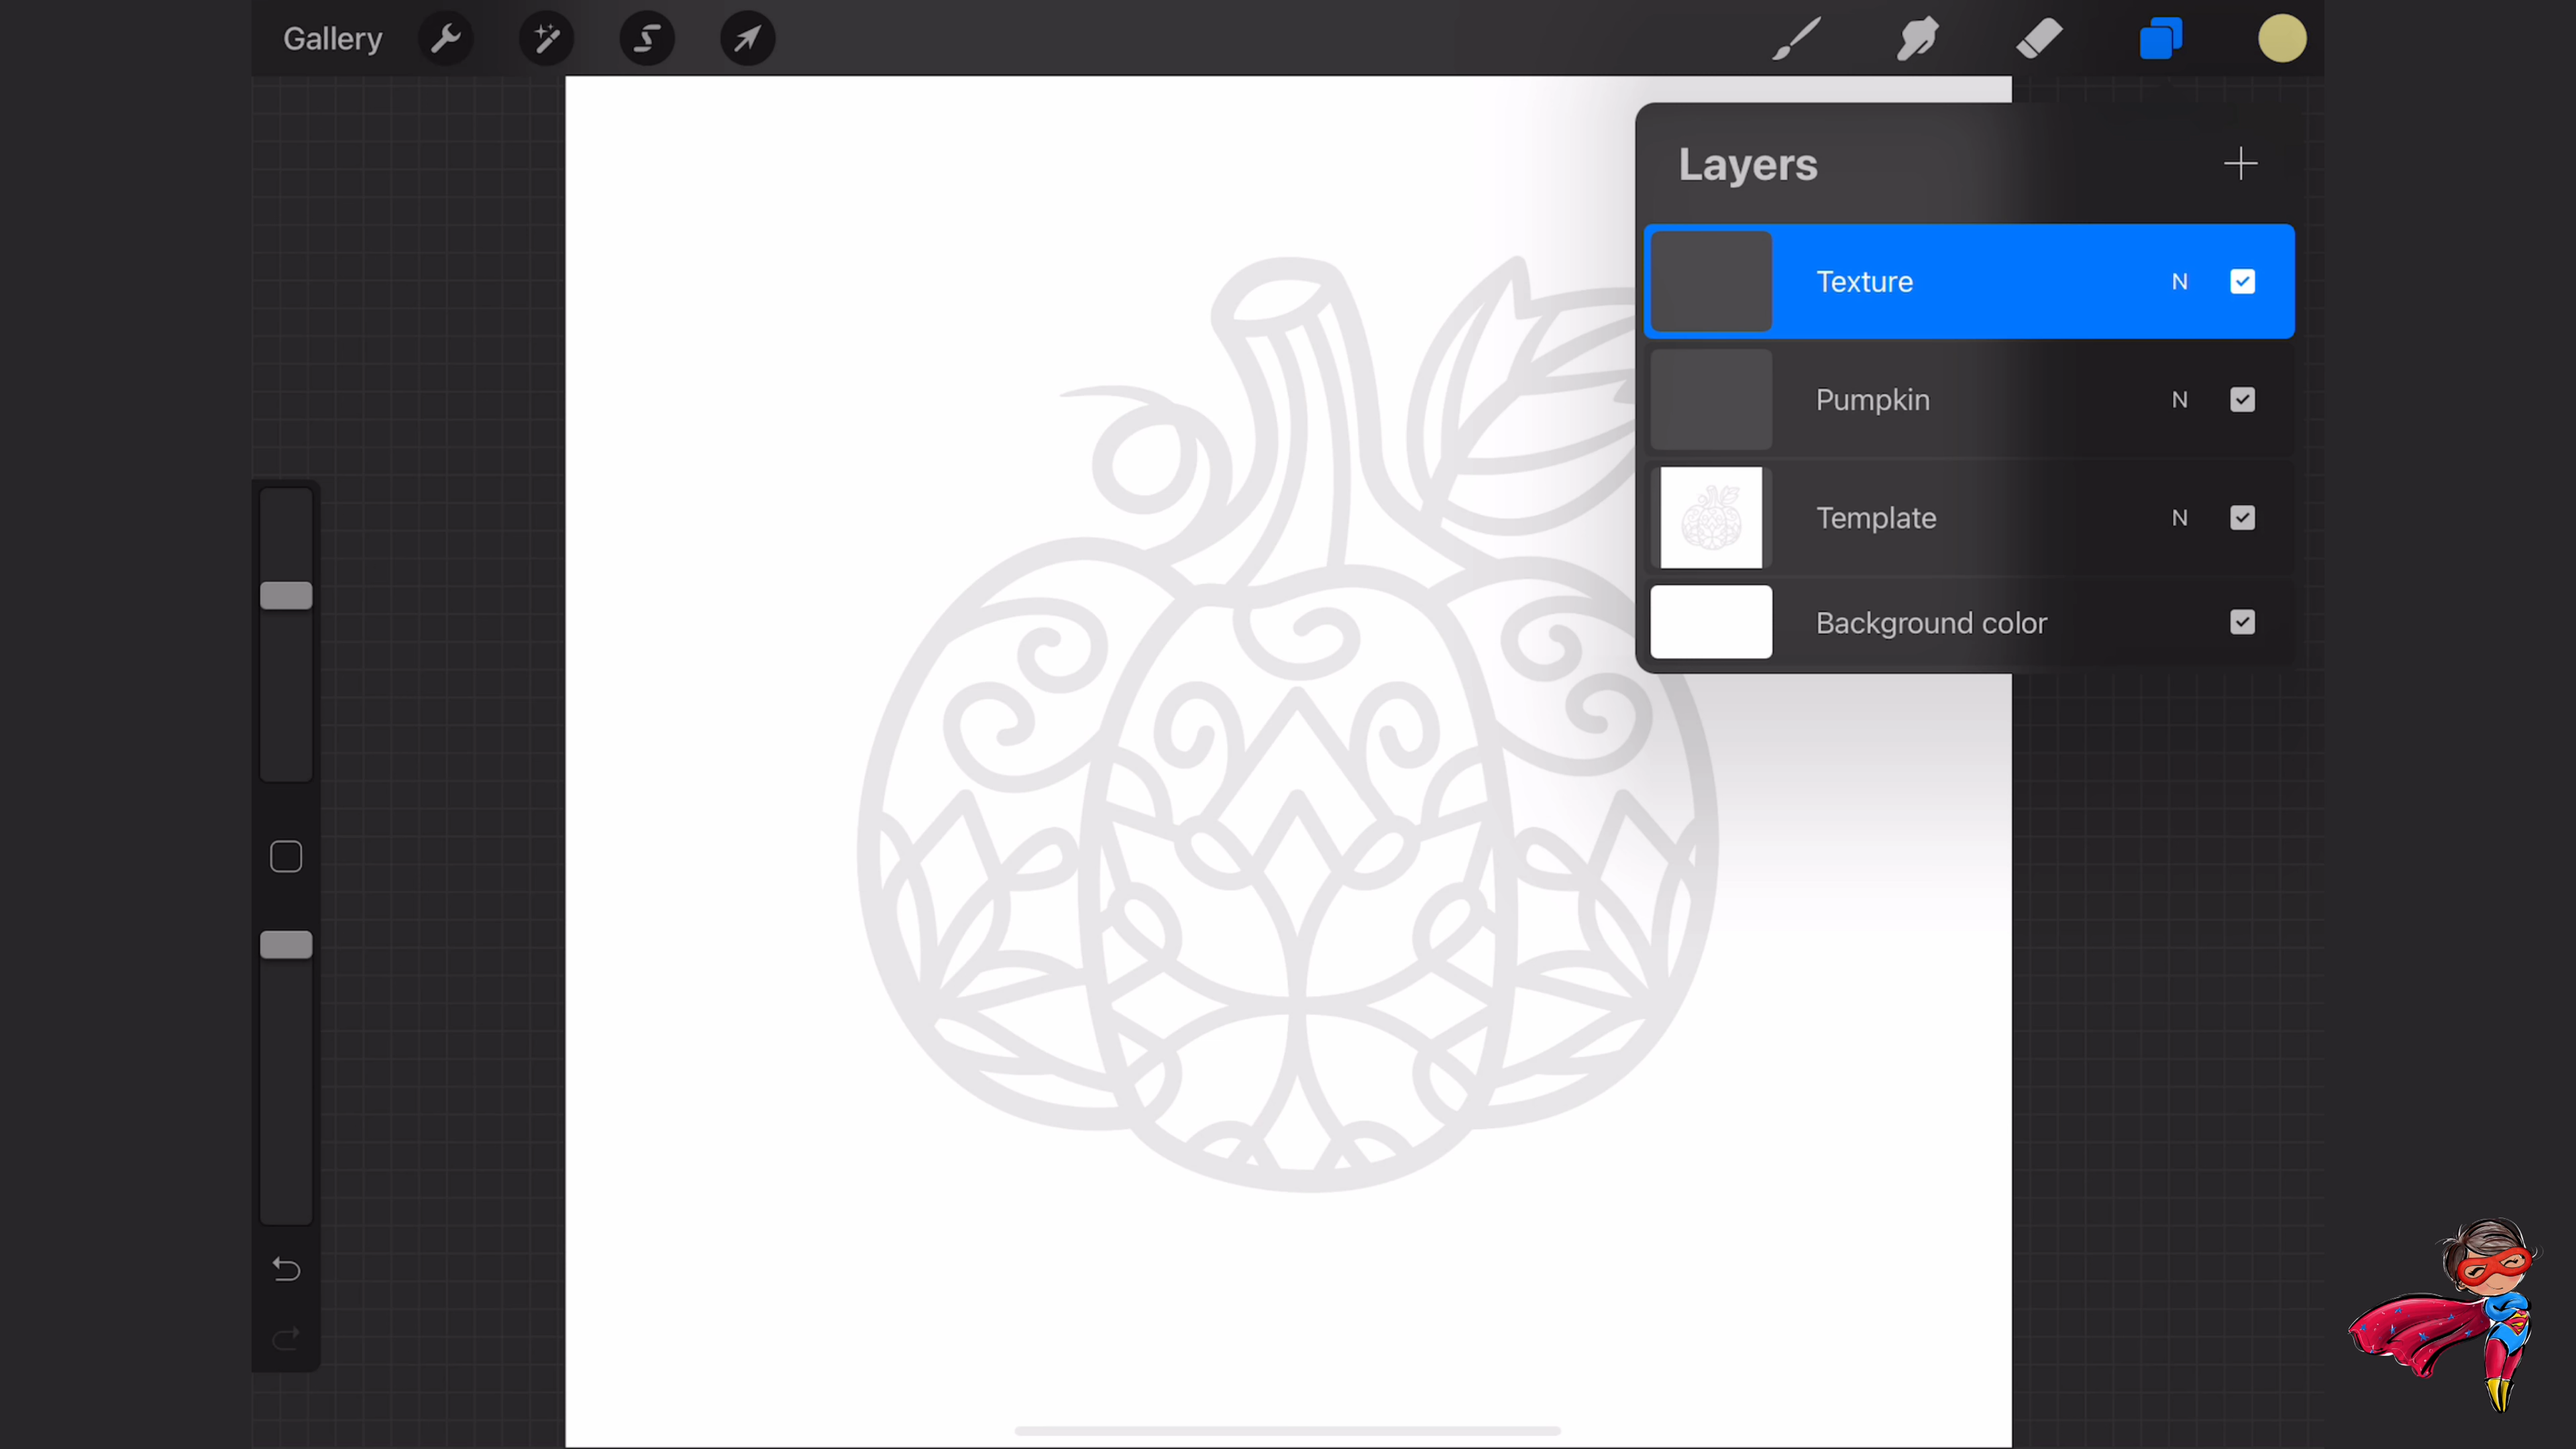 Gallery
Layers
Texture N
Pumpkin N
Template N
Background color